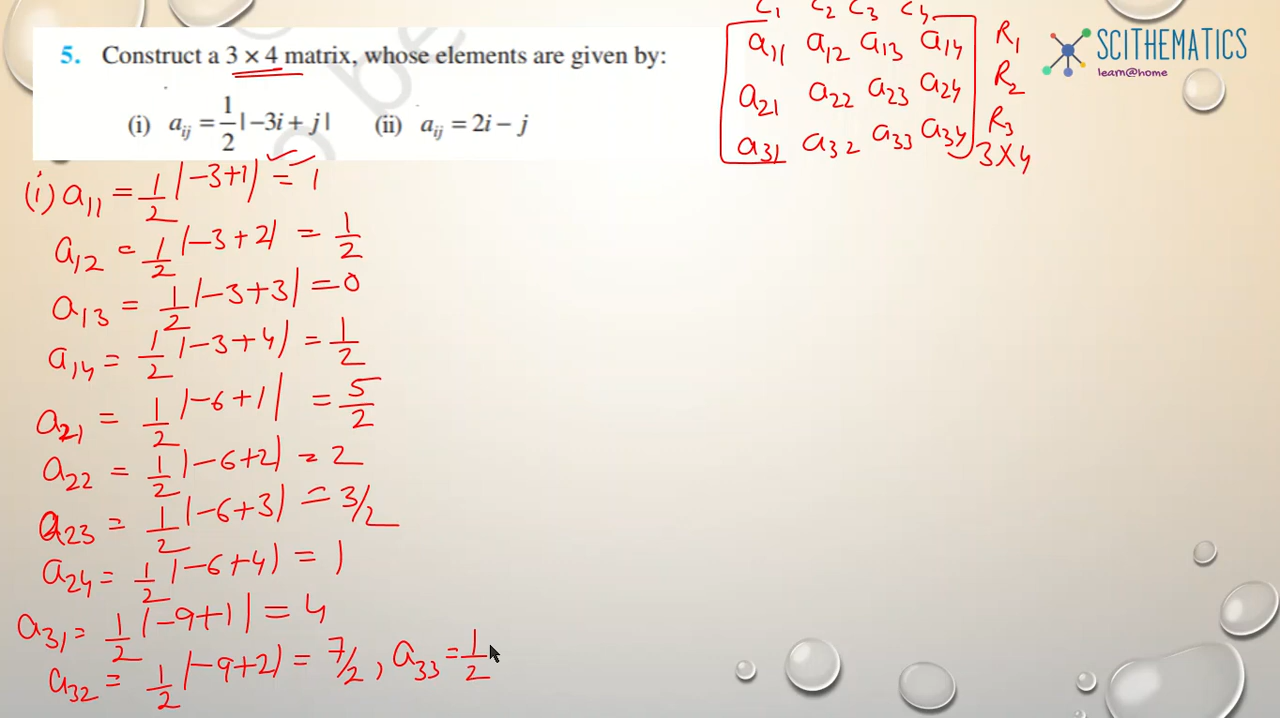 C1 C2 C3 C4
a11 a12 a13 a14 R1
a21 a22 a23 a24 R2
a31 a32 a33 a34 R3
3×4
SCITHEMATICS
learn@home
5. Construct a 3 × 4 matrix, whose elements are given by:
(i) aij = 1/2 |-3i + j| (ii) aij = 2i – j
(i) a11 = 1/2 |-3+1| = 1
a12 = 1/2 |-3+2| = 1/2
a13 = 1/2 |-3+3| = 0
a14 = 1/2 |-3+4| = 1/2
a21 = 1/2 |-6+1| = 5/2
a22 = 1/2 |-6+2| = 2
a23 = 1/2 |-6+3| = 3/2
a24 = 1/2 |-6+4| = 1
a31 = 1/2 |-9+1| = 4
a32 = 1/2 |-9+2| = 7/2, a33 = 1/2